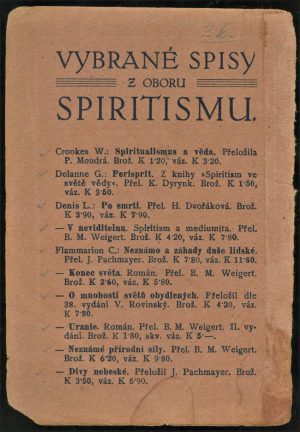 26.
VYBRANÉ SPISY
Z OBORU
SPIRITISMU.
Crookes W.: Spiritualismus a věda. Přeložila
P. Moudrá. Brož. K 1·20, váz. K 3·20.
Delanne G.: Perisprit. Z knihy »Spiritism ve
světě vědy«. Přel. K. Dyrynk. Brož. K 1·50,
váz. K 3·50.
Denis L.: Po smrti. Přel. H. Dvořáková. Brož.
K 3·90, váz. K 7·90.
— V neviditelnu. Spiritism a mediumita. Přel.
B. M. Weigert. Brož. K 4·20, váz. K 7·80.
Flammarion C.: Neznámo a záhady duše lidské.
Přel. J. Pachmayer. Brož. K 7·80, váz. K 11·80.
— Konec světa. Román. Přel. B. M. Weigert.
Brož. K 2·60, váz. K 5·80.
— O mnohosti světů obydlených. Přeložil dle
38. vydání V. Rovinský. Brož. K 4·20, váz.
K 7·80.
— Uranie. Román. Přel. B. M. Weigert. II. vy-
dání. Brož. K 1·80, skv. váz. K 5·—.
— Neznámé přírodní síly. Přel. B. M. Weigert.
Brož. K 6·20, váz. K 9·80.
— Divy nebeské. Přeložil J. Pachmayer. Brož.
K 3·50, váz. K 6·90.